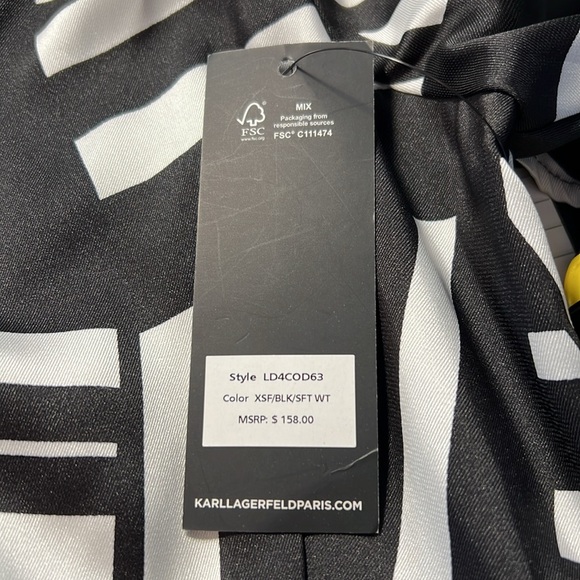 MIX
Packaging from
responsible sources
FSC® C111474
FSC
www.fsc.org
Style LD4COD63
Color XSF/BLK/SFT WT
MSRP: $ 158.00
KARLLAGERFELDPARIS.COM